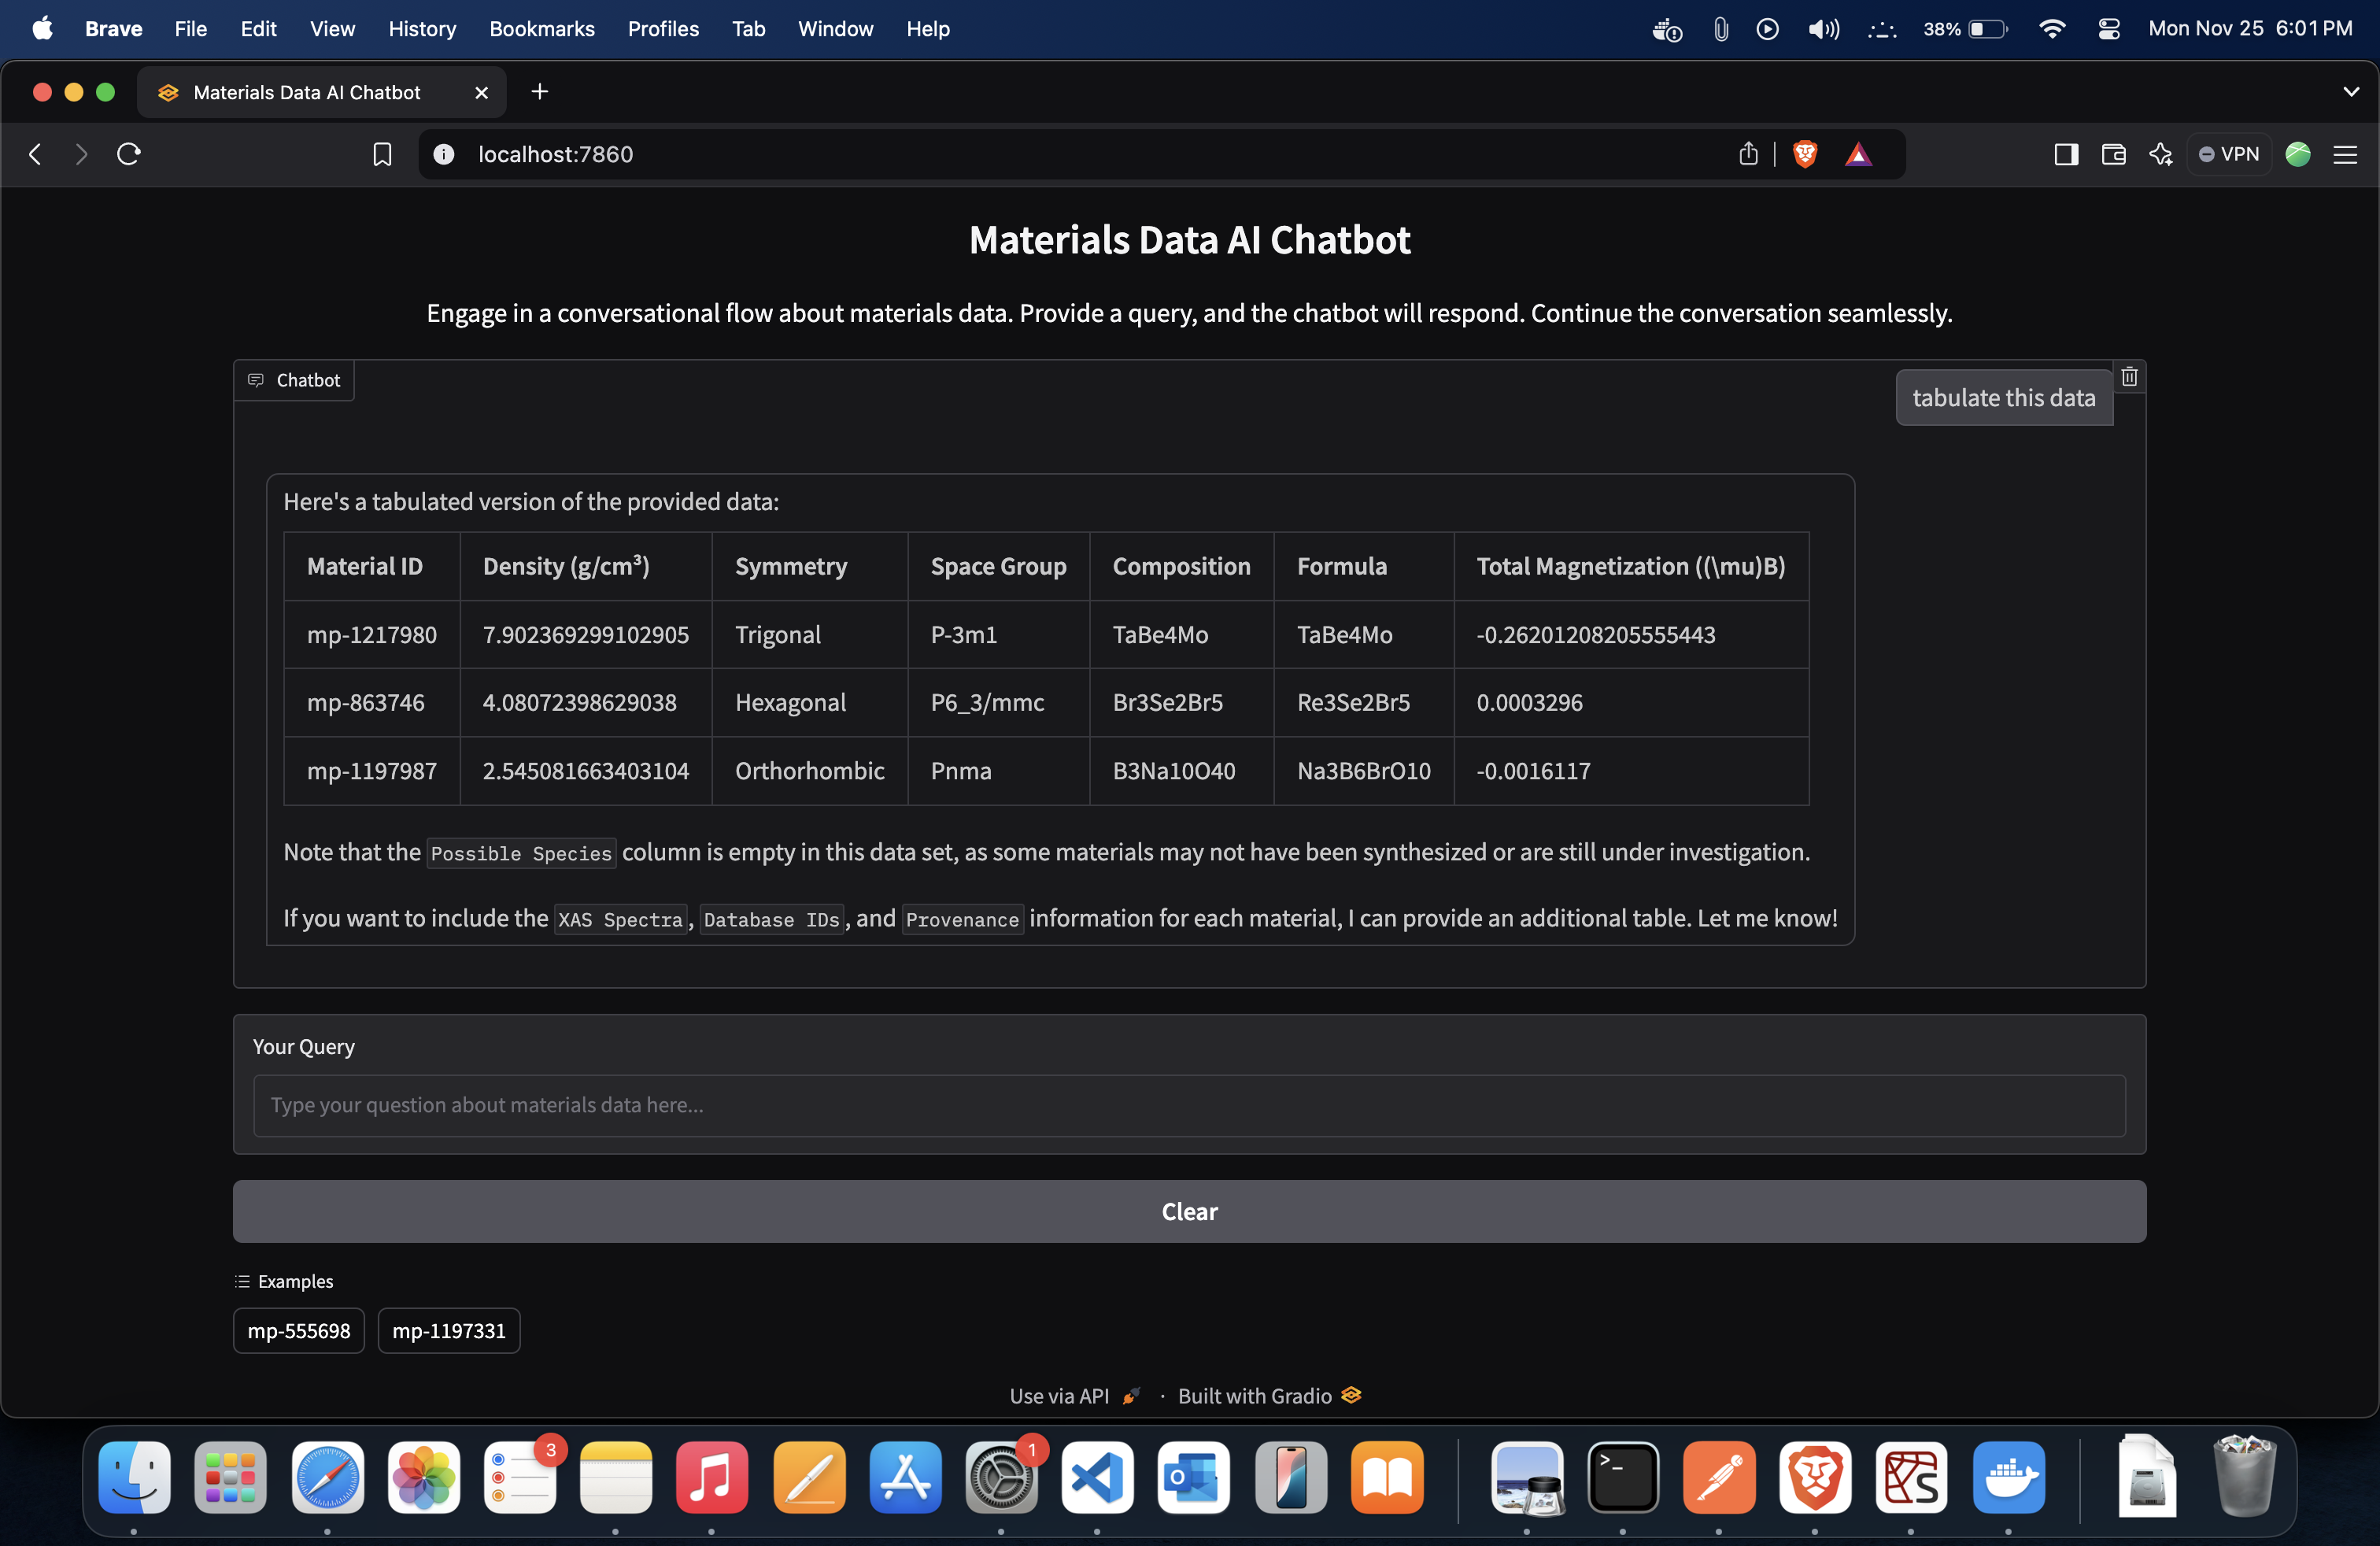 Brave File Edit View History Bookmarks Profiles Tab Window Help 38% Mon Nov 25 6:01 PM
Materials Data AI Chatbot
localhost:7860 VPN
Materials Data AI Chatbot
Engage in a conversational flow about materials data. Provide a query, and the chatbot will respond. Continue the conversation seamlessly.
Chatbot
tabulate this data
Here's a tabulated version of the provided data:
Material ID Density (g/cm³) Symmetry Space Group Composition Formula Total Magnetization ((\mu)B)
mp-1217980 7.902369299102905 Trigonal P-3m1 TaBe4Mo TaBe4Mo -0.26201208205555443
mp-863746 4.08072398629038 Hexagonal P6_3/mmc Br3Se2Br5 Re3Se2Br5 0.0003296
mp-1197987 2.545081663403104 Orthorhombic Pnma B3Na10O40 Na3B6BrO10 -0.0016117
Note that the Possible Species column is empty in this data set, as some materials may not have been synthesized or are still under investigation.
If you want to include the XAS Spectra, Database IDs, and Provenance information for each material, I can provide an additional table. Let me know!
Your Query
Type your question about materials data here...
Clear
Examples
mp-555698 mp-1197331
Use via API · Built with Gradio
3 1